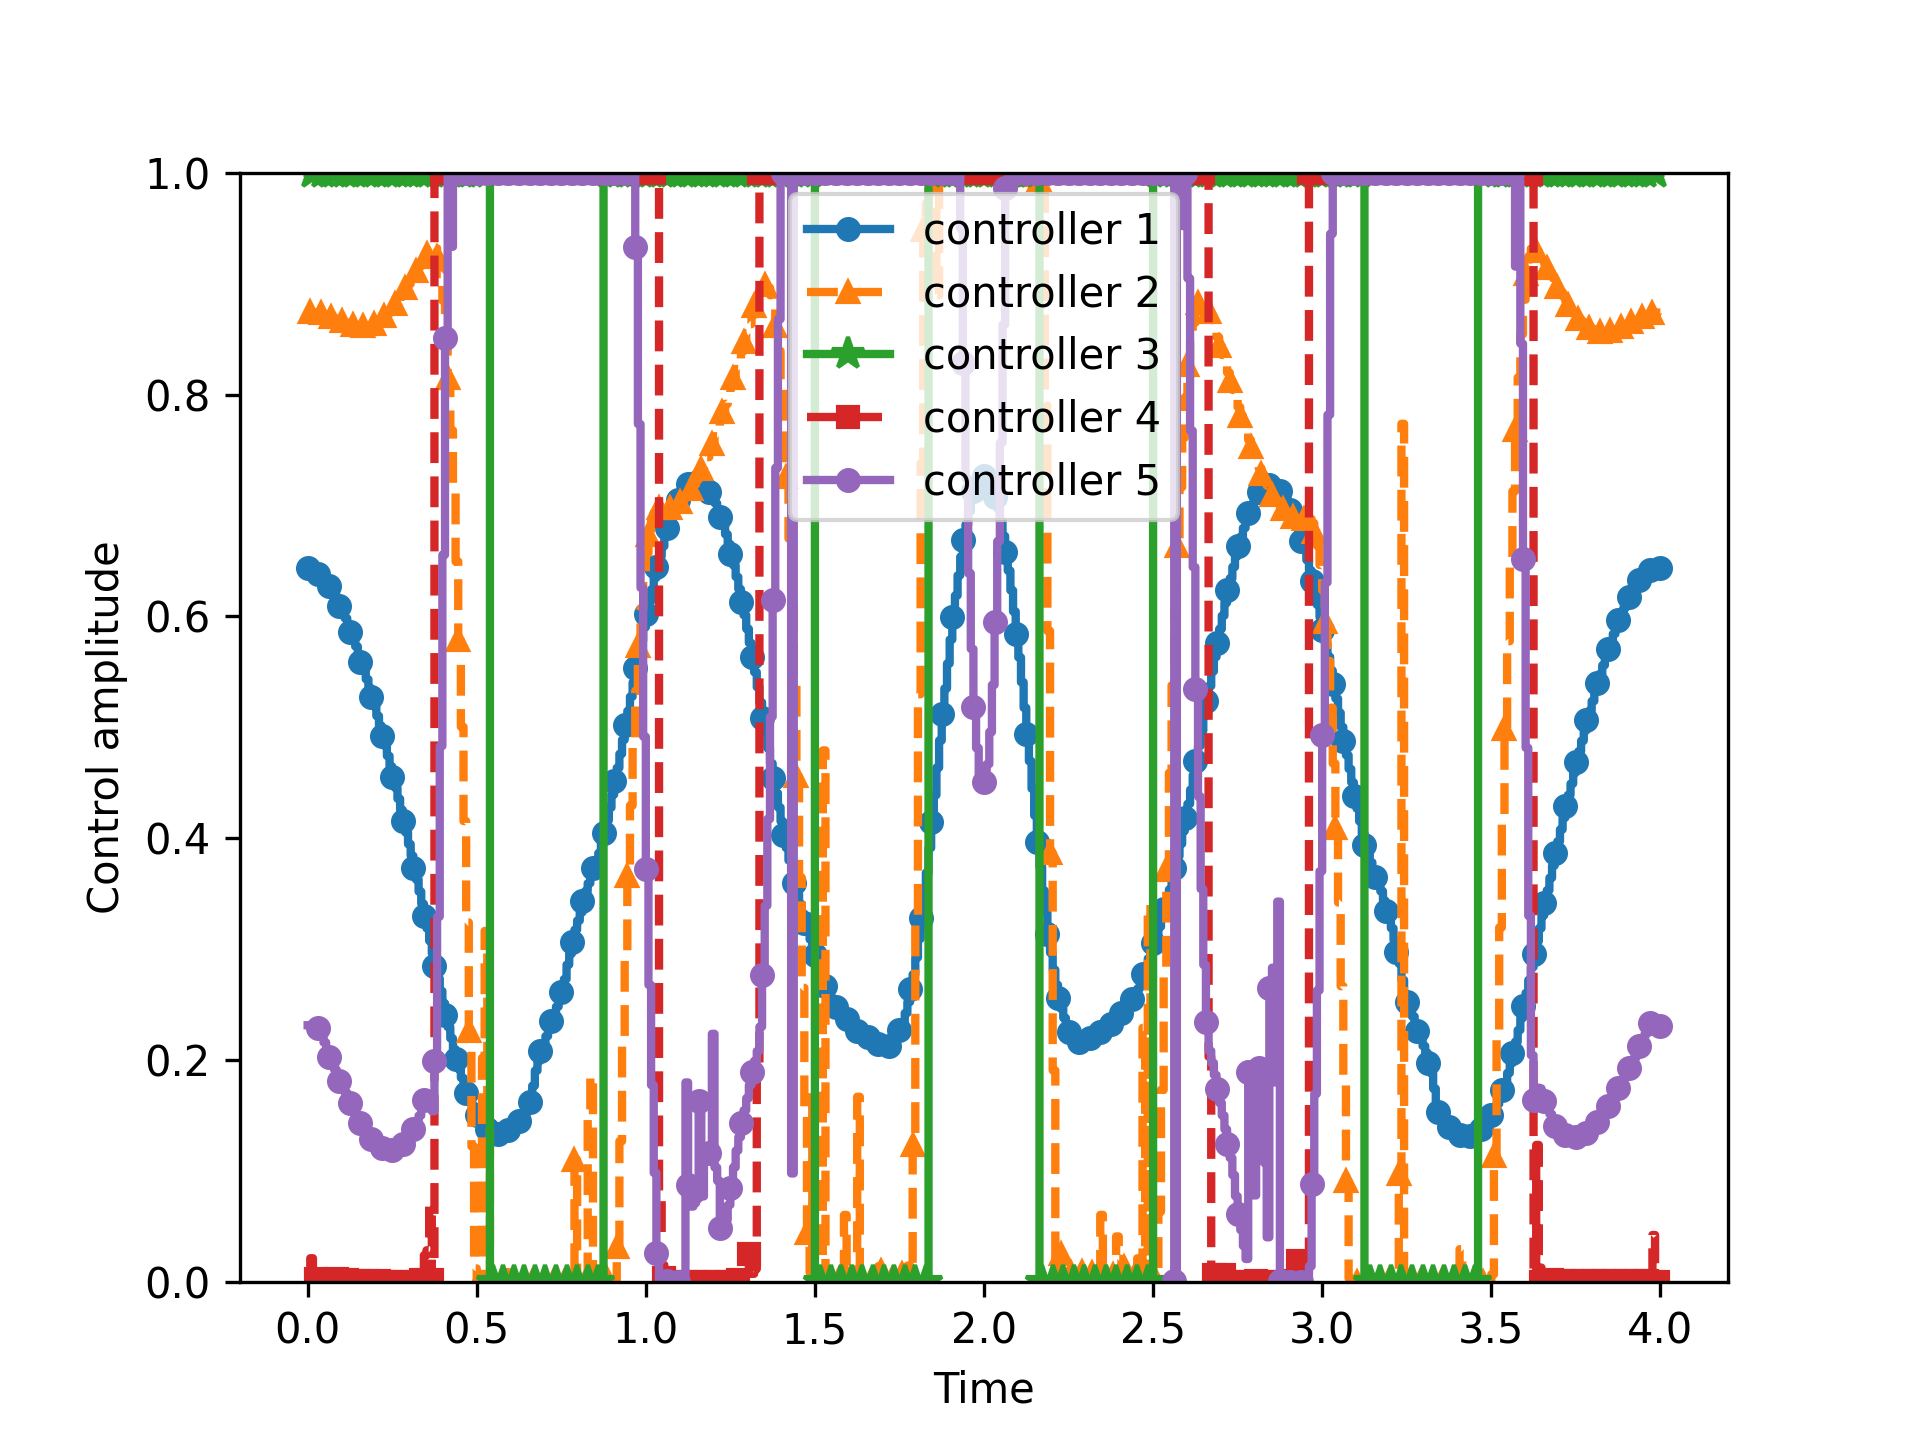 1.0
0.8
0.6
0.4
0.2
0.0
Control amplitude
controller 1
controller 2
controller 3
controller 4
controller 5
0.0 0.5 1.0 1.5 2.0 2.5 3.0 3.5 4.0
Time